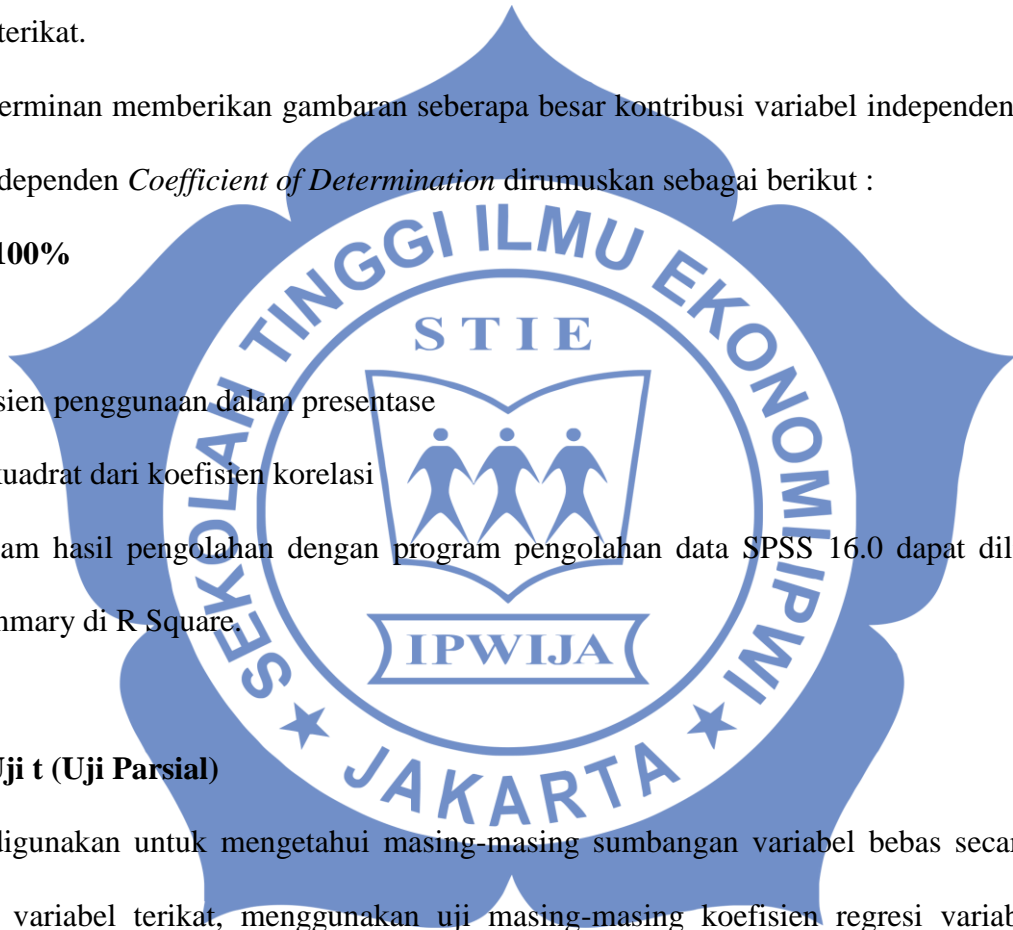 terikat.
erminan memberikan gambaran seberapa besar kontribusi variabel independen
dependen Coefficient of Determination dirumuskan sebagai berikut :
100%
sien penggunaan dalam presentase
kuadrat dari koefisien korelasi
am hasil pengolahan dengan program pengolahan data SPSS 16.0 dapat dil
mmary di R Square.
Uji t (Uji Parsial)
digunakan untuk mengetahui masing-masing sumbangan variabel bebas secar
variabel terikat, menggunakan uji masing-masing koefisien regresi variab
SEKOLAH TINGGI ILMU EKONOMI IPWI
STIE
IPWIJA
JAKARTA